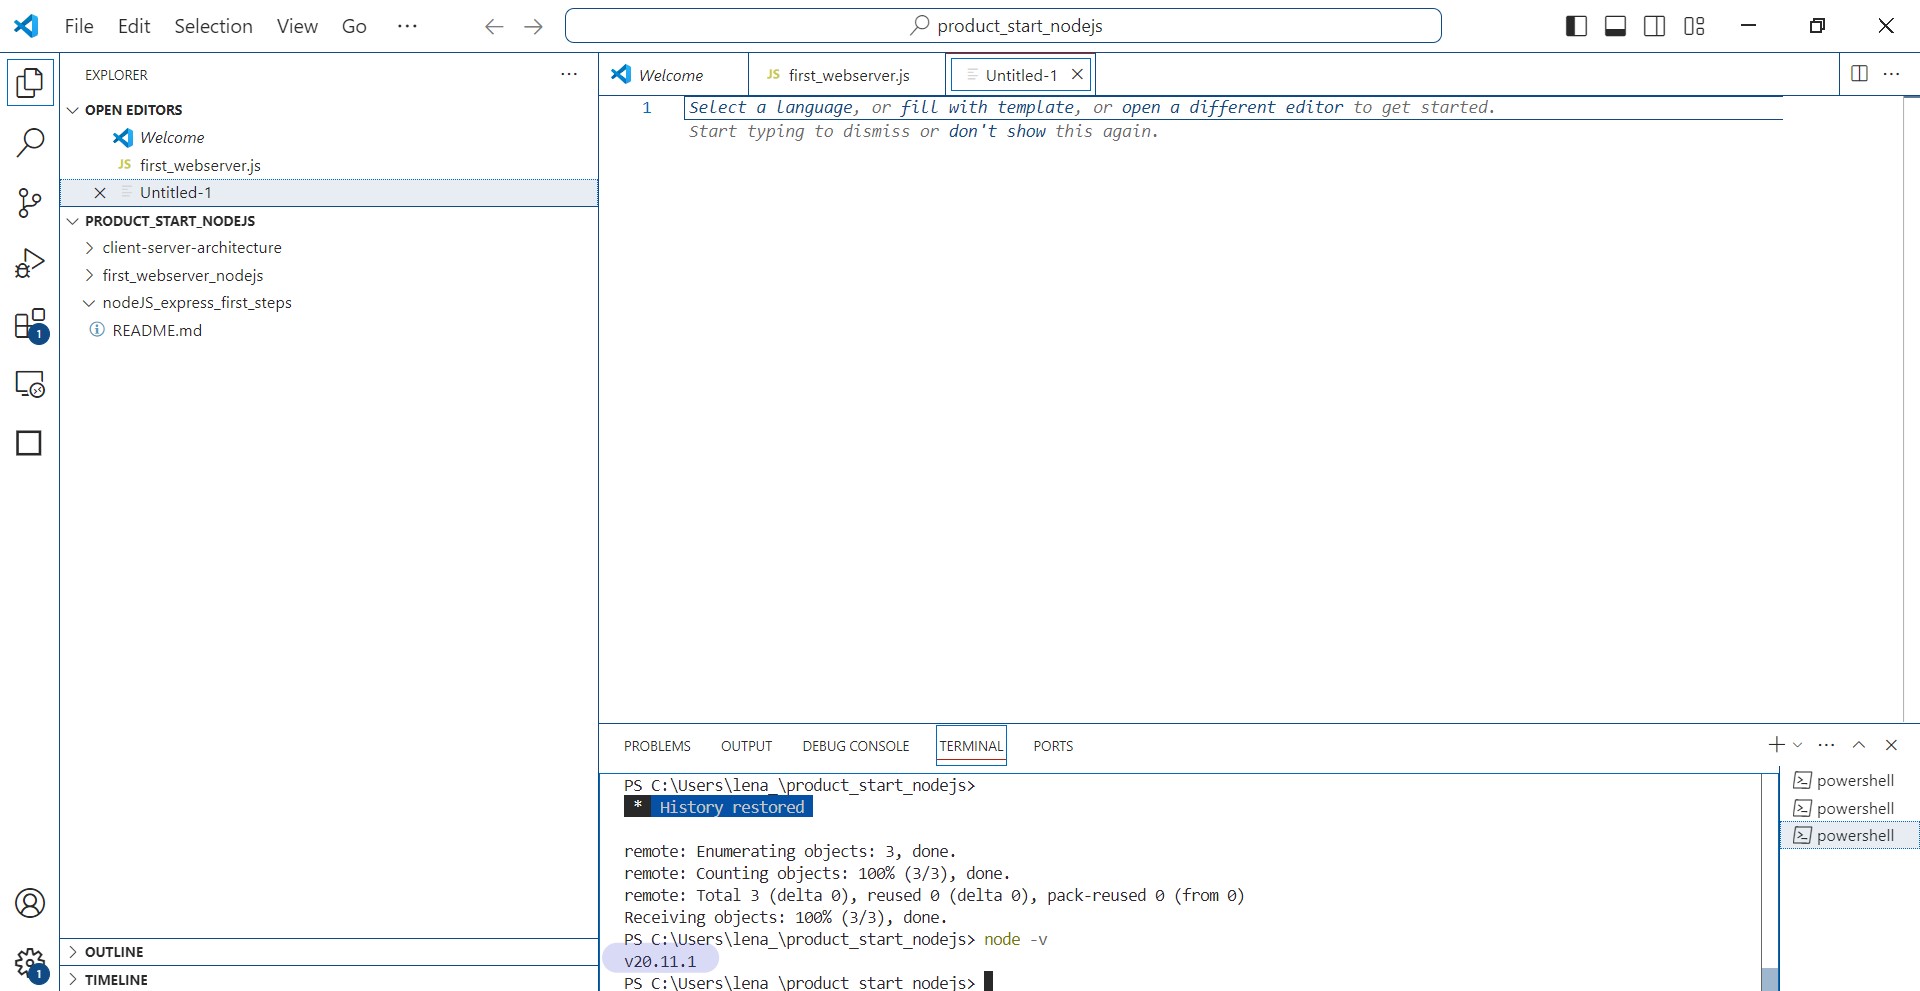 File Edit Selection View Go ···
product_start_nodejs
EXPLORER ···
OPEN EDITORS
Welcome
JS first_webserver.js
Untitled-1
PRODUCT_START_NODEJS
client-server-architecture
first_webserver_nodejs
nodeJS_express_first_steps
README.md
OUTLINE
TIMELINE
1
1
Welcome JS first_webserver.js Untitled-1
1 Select a language, or fill with template, or open a different editor to get started.
Start typing to dismiss or don't show this again.
PROBLEMS OUTPUT DEBUG CONSOLE TERMINAL PORTS
PS C:\Users\lena_\product_start_nodejs>
* History restored
remote: Enumerating objects: 3, done.
remote: Counting objects: 100% (3/3), done.
remote: Total 3 (delta 0), reused 0 (delta 0), pack-reused 0 (from 0)
Receiving objects: 100% (3/3), done.
PS C:\Users\lena_\product_start_nodejs> node -v
v20.11.1
PS C:\Users\lena_\product_start_nodejs>
powershell
powershell
powershell